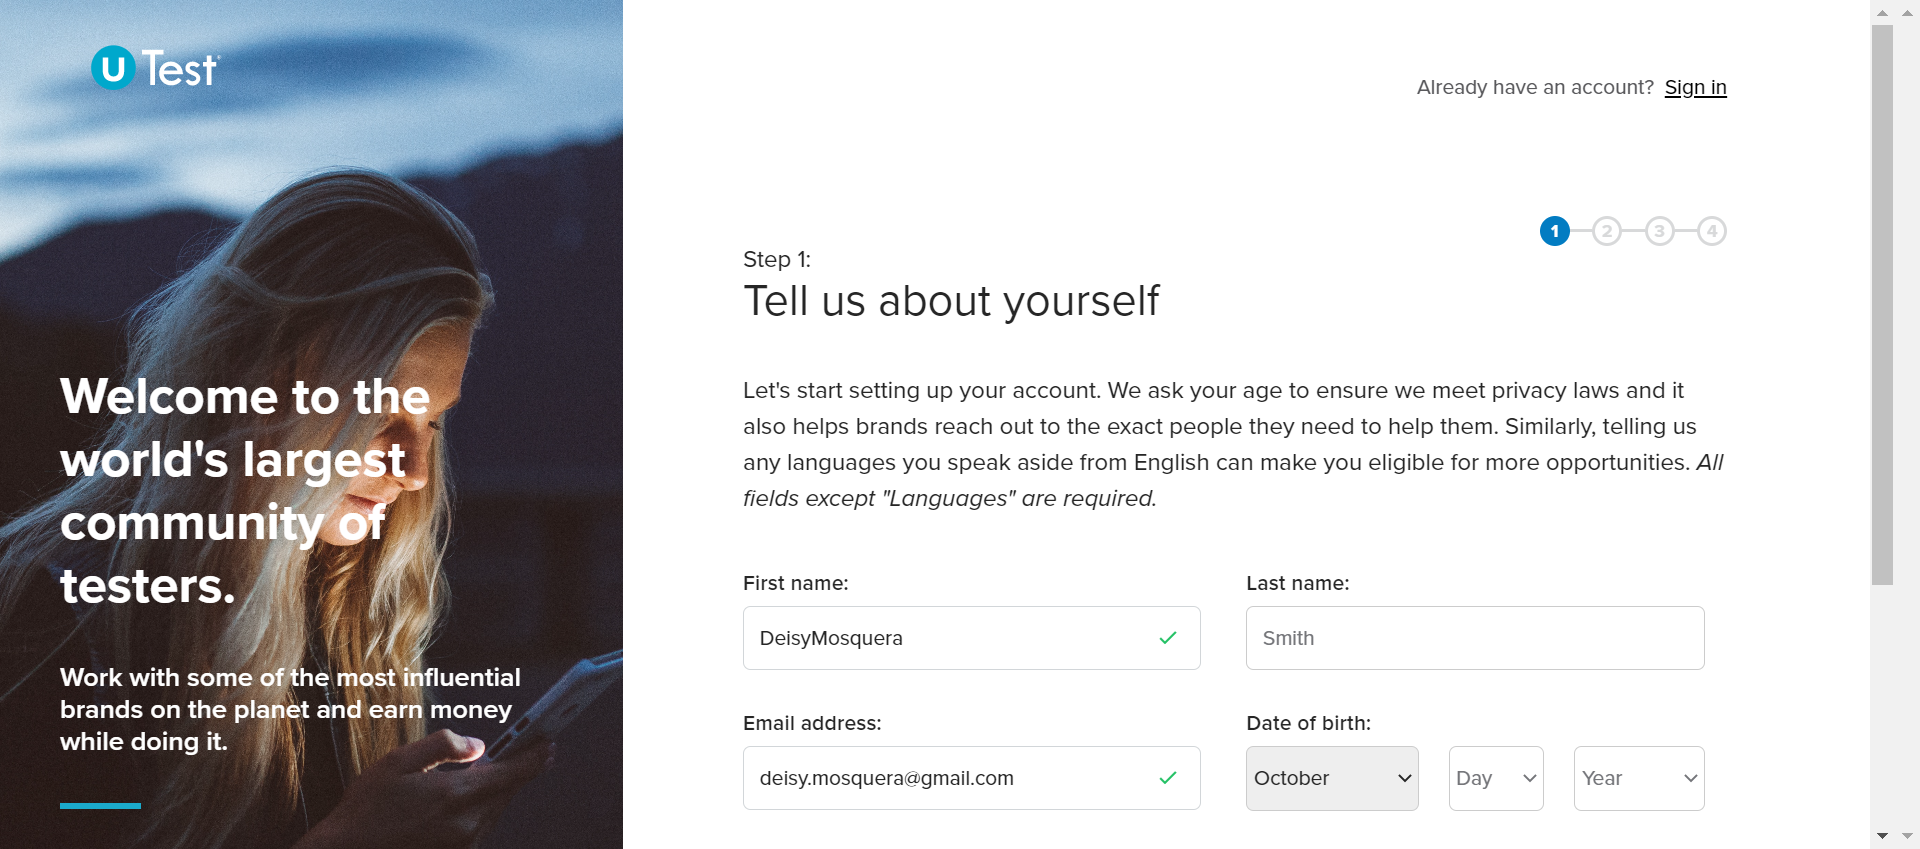 u Test
Welcome to the
world's largest
community of
testers.
Work with some of the most influential
brands on the planet and earn money
while doing it.
Already have an account? Sign in
1 2 3 4
Step 1:
Tell us about yourself
Let's start setting up your account. We ask your age to ensure we meet privacy laws and it
also helps brands reach out to the exact people they need to help them. Similarly, telling us
any languages you speak aside from English can make you eligible for more opportunities. All
fields except "Languages" are required.
First name:
Last name:
DeisyMosquera
Smith
Email address:
Date of birth:
deisy.mosquera@gmail.com
October
Day
Year